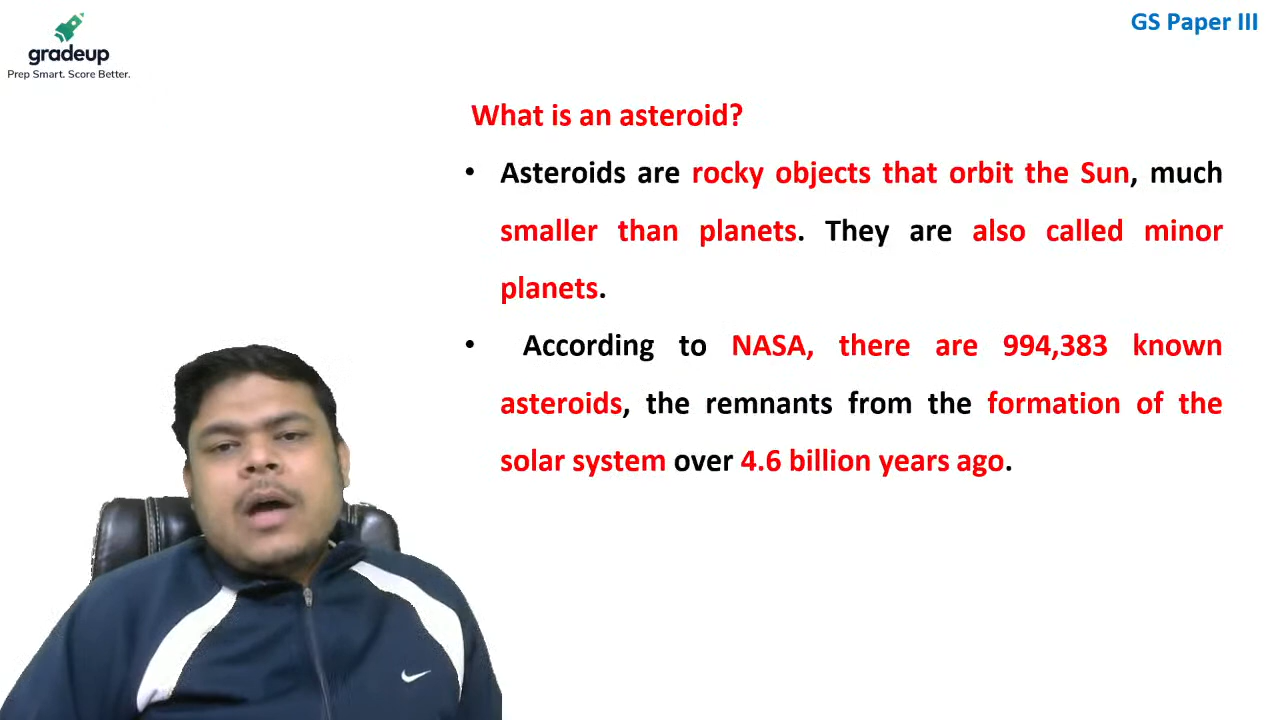 gradeup
Prep Smart. Score Better.
GS Paper III
What is an asteroid?
• Asteroids are rocky objects that orbit the Sun, much
smaller than planets. They are also called minor
planets.
• According to NASA, there are 994,383 known
asteroids, the remnants from the formation of the
solar system over 4.6 billion years ago.